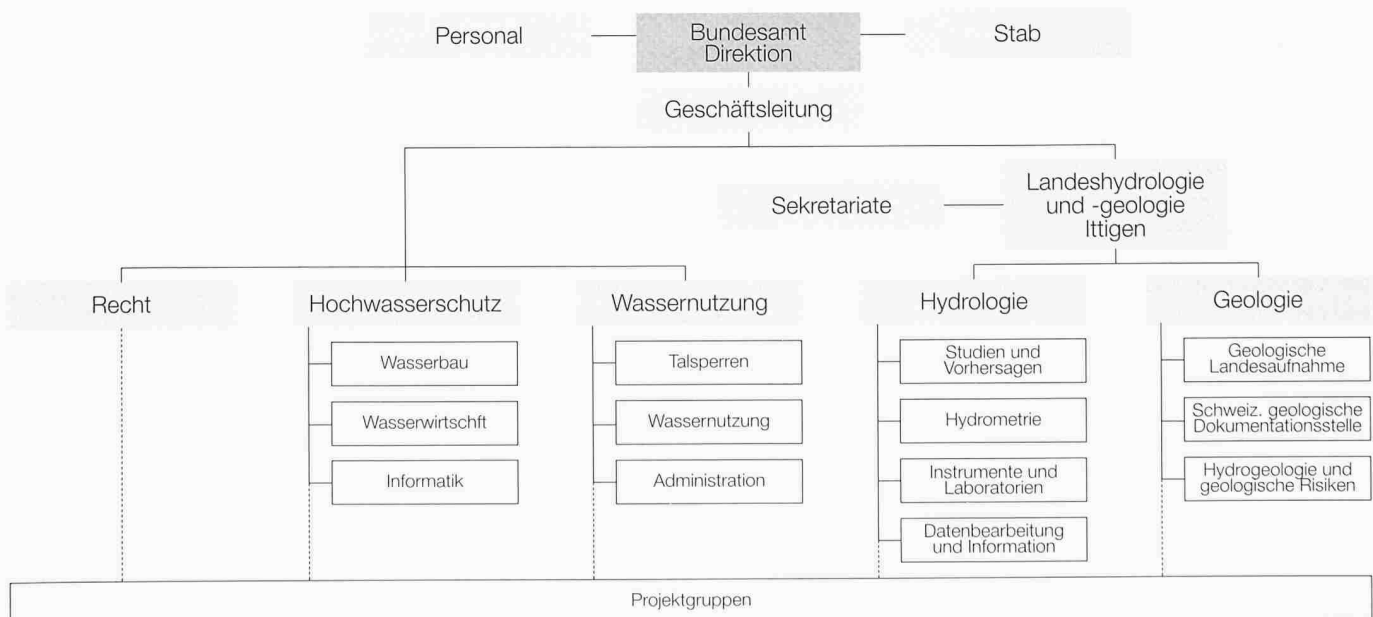 Personal
Bundesamt
Direktion
Stab
Geschäftsleitung
Sekretariate
Landeshydrologie
und -geologie
Ittigen
Recht
Hochwasserschutz
Wasserbau
Wasserwirtschft
Informatik
Wassernutzung
Talsperren
Wassernutzung
Administration
Hydrologie
Studien und
Vorhersagen
Hydrometrie
Instrumente und
Laboratorien
Datenbearbeitung
und Information
Geologie
Geologische
Landesaufnahme
Schweiz. geologische
Dokumentationsstelle
Hydrogeologie und
geologische Risiken
Projektgruppen